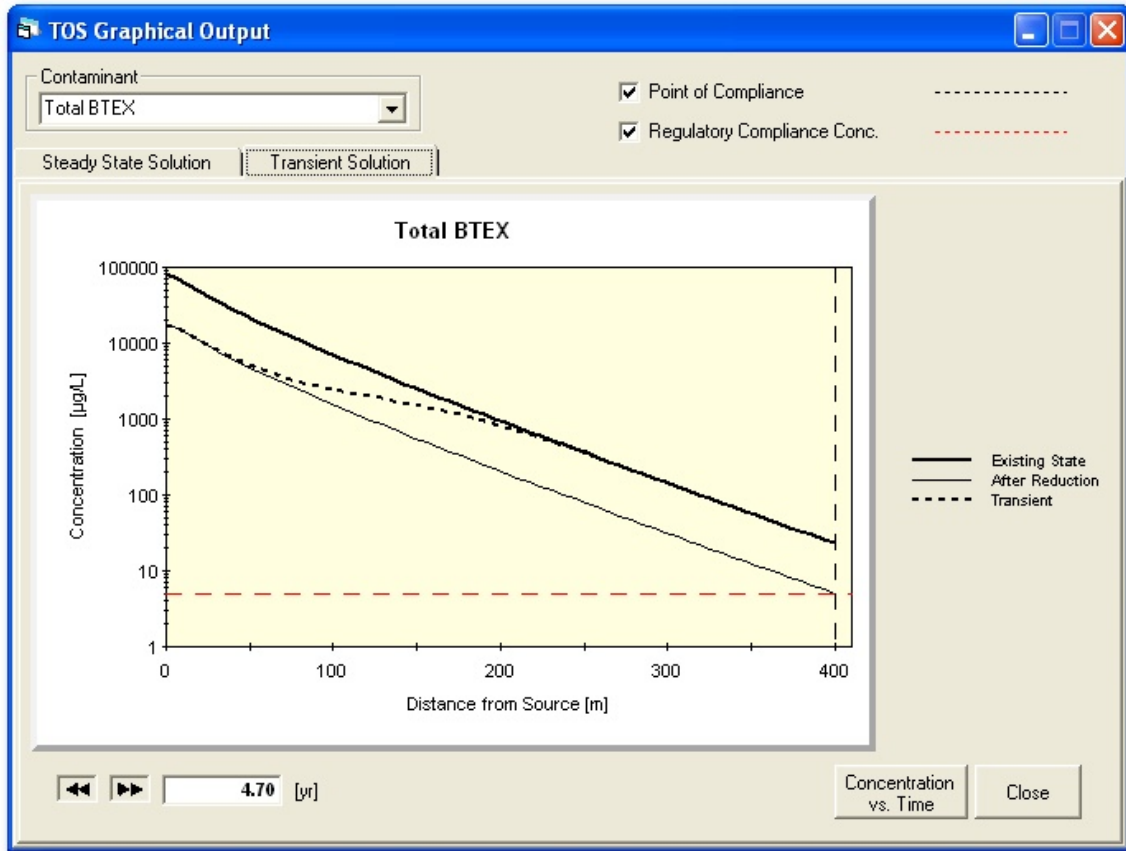 TOS Graphical Output
Contaminant
Total BTEX
Point of Compliance
Regulatory Compliance Conc.
Steady State Solution
Transient Solution
Total BTEX
Concentration [µg/L]
100000
10000
1000
100
10
1
0
100
200
300
400
Distance from Source [m]
Existing State
After Reduction
Transient
4.70 [yr]
Concentration
vs. Time
Close